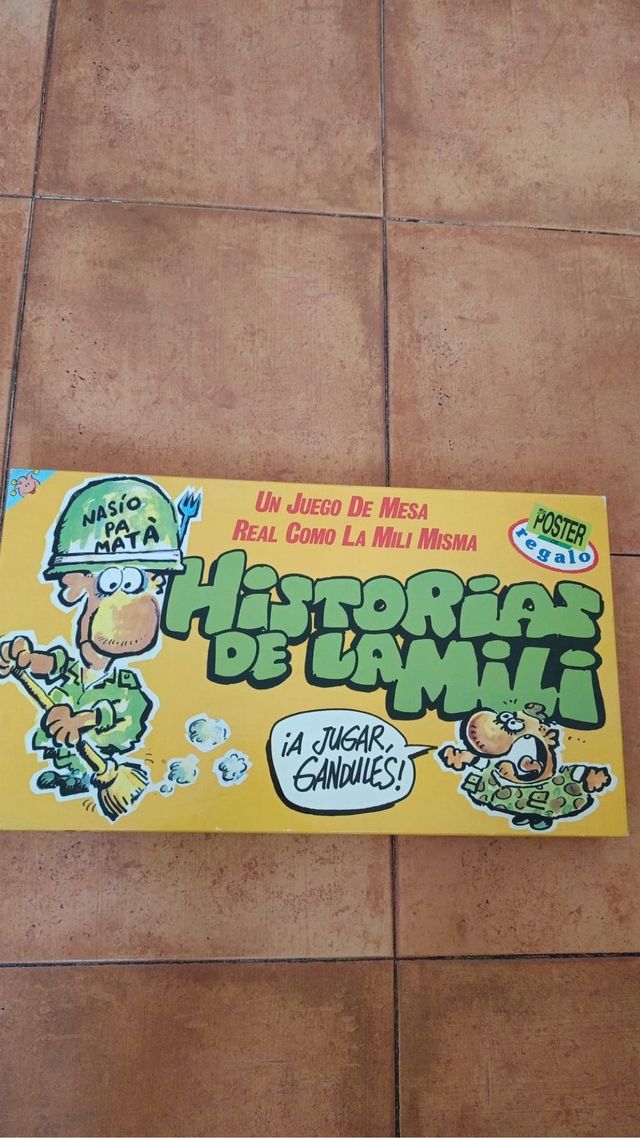 NASÍO
PA
MATÀ
UN JUEGO DE MESA
REAL COMO LA MILI MISMA
POSTER
regalo
HISTORIAS
DE LA MILI
¡A JUGAR,
GANDULES!